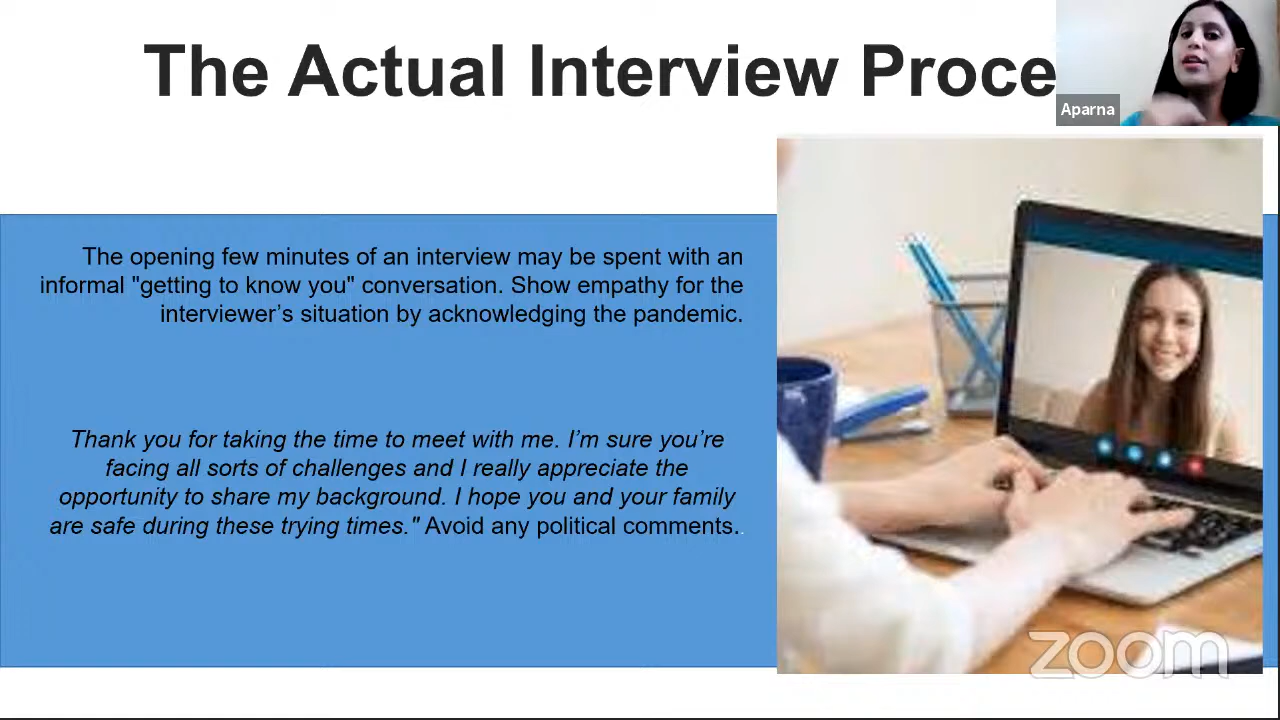 The Actual Interview Proce
Aparna
The opening few minutes of an interview may be spent with an
informal "getting to know you" conversation. Show empathy for the
interviewer’s situation by acknowledging the pandemic.
Thank you for taking the time to meet with me. I’m sure you’re
facing all sorts of challenges and I really appreciate the
opportunity to share my background. I hope you and your family
are safe during these trying times." Avoid any political comments..
zoom